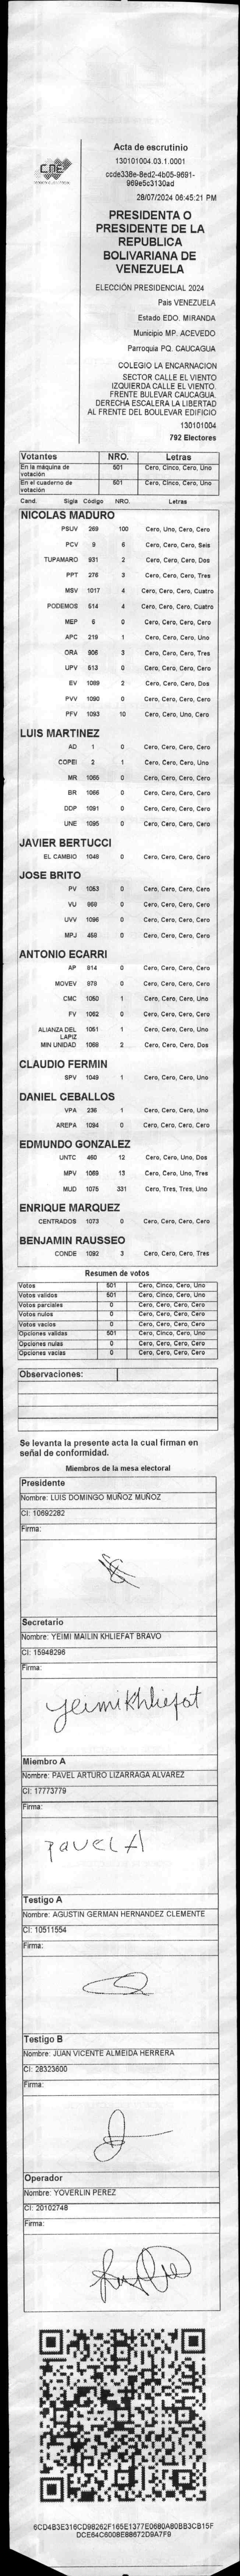 Acta de escrutinio
CNE
130101004.03.1.0001
ccde338e-8ed2-4b05-9691-
969e5c3130ad
28/07/2024 06:45:21 PM
PRESIDENTA O
PRESIDENTE DE LA
REPUBLICA
BOLIVARIANA DE
VENEZUELA
ELECCIÓN PRESIDENCIAL 2024
Pais VENEZUELA
Estado EDO. MIRANDA
Municipio MP. ACEVEDO
Parroquia PQ. CAUCAGUA
COLEGIO LA ENCARNACION
SECTOR CALLE EL VIENTO
IZQUIERDA CALLE EL VIENTO.
FRENTE BULEVAR CAUCAGUA.
DERECHA ESCALERA LA LIBERTAD
AL FRENTE DEL BOULEVAR EDIFICIO
130101004
792 Electores
Votantes NRO. Letras
En la máquina de votación 501 Cero, Cinco, Cero, Uno
En el cuaderno de votación 501 Cero, Cinco, Cero, Uno
Cand. Sigla Código NRO. Letras
NICOLAS MADURO
PSUV 269 100 Cero, Uno, Cero, Cero
PCV 9 6 Cero, Cero, Cero, Seis
TUPAMARO 931 2 Cero, Cero, Cero, Dos
PPT 276 3 Cero, Cero, Cero, Tres
MSV 1017 4 Cero, Cero, Cero, Cuatro
PODEMOS 514 4 Cero, Cero, Cero, Cuatro
MEP 6 0 Cero, Cero, Cero, Cero
APC 219 1 Cero, Cero, Cero, Uno
ORA 906 3 Cero, Cero, Cero, Tres
UPV 513 0 Cero, Cero, Cero, Cero
EV 1089 2 Cero, Cero, Cero, Dos
PVV 1090 0 Cero, Cero, Cero, Cero
PFV 1093 10 Cero, Cero, Uno, Cero
LUIS MARTINEZ
AD 1 0 Cero, Cero, Cero, Cero
COPEI 2 1 Cero, Cero, Cero, Uno
MR 1065 0 Cero, Cero, Cero, Cero
BR 1066 0 Cero, Cero, Cero, Cero
DDP 1091 0 Cero, Cero, Cero, Cero
UNE 1095 0 Cero, Cero, Cero, Cero
JAVIER BERTUCCI
EL CAMBIO 1048 0 Cero, Cero, Cero, Cero
JOSE BRITO
PV 1053 0 Cero, Cero, Cero, Cero
VU 869 0 Cero, Cero, Cero, Cero
UVV 1096 0 Cero, Cero, Cero, Cero
MPJ 458 0 Cero, Cero, Cero, Cero
ANTONIO ECARRI
AP 814 0 Cero, Cero, Cero, Cero
MOVEV 878 0 Cero, Cero, Cero, Cero
CMC 1050 1 Cero, Cero, Cero, Uno
FV 1062 0 Cero, Cero, Cero, Cero
ALIANZA DEL LAPIZ 1051 1 Cero, Cero, Cero, Uno
MIN UNIDAD 1088 2 Cero, Cero, Cero, Dos
CLAUDIO FERMIN
SPV 1049 1 Cero, Cero, Cero, Uno
DANIEL CEBALLOS
VPA 236 1 Cero, Cero, Cero, Uno
AREPA 1094 0 Cero, Cero, Cero, Cero
EDMUNDO GONZALEZ
UNTC 460 12 Cero, Cero, Uno, Dos
MPV 1069 13 Cero, Cero, Uno, Tres
MUD 1075 331 Cero, Tres, Tres, Uno
ENRIQUE MARQUEZ
CENTRADOS 1073 0 Cero, Cero, Cero, Cero
BENJAMIN RAUSSEO
CONDE 1092 3 Cero, Cero, Cero, Tres
Resumen de votos
Votos 501 Cero, Cinco, Cero, Uno
Votos validos 501 Cero, Cinco, Cero, Uno
Votos parciales 0 Cero, Cero, Cero, Cero
Votos nulos 0 Cero, Cero, Cero, Cero
Votos vacios 0 Cero, Cero, Cero, Cero
Opciones validas 501 Cero, Cinco, Cero, Uno
Opciones nulas 0 Cero, Cero, Cero, Cero
Opciones vacias 0 Cero, Cero, Cero, Cero
Observaciones:
Se levanta la presente acta la cual firman en
señal de conformidad.
Miembros de la mesa electoral
Presidente
Nombre: LUIS DOMINGO MUÑOZ MUÑOZ
CI: 10692282
Firma:
Secretario
Nombre: YEIMI MAILIN KHLIEFAT BRAVO
CI: 15948296
Firma:
yeimikhliefat
Miembro A
Nombre: PAVEL ARTURO LIZARRAGA ALVAREZ
CI: 17773779
Firma:
Pavel A
Testigo A
Nombre: AGUSTIN GERMAN HERNANDEZ CLEMENTE
CI: 10511554
Firma:
Testigo B
Nombre: JUAN VICENTE ALMEIDA HERRERA
CI: 28323600
Firma:
Operador
Nombre: YOVERLIN PEREZ
CI: 20102748
Firma:
6CD4B3E316CD98262F165E1377E0680A80BB3CB15F
DCE64C6008E88672D9A7F9